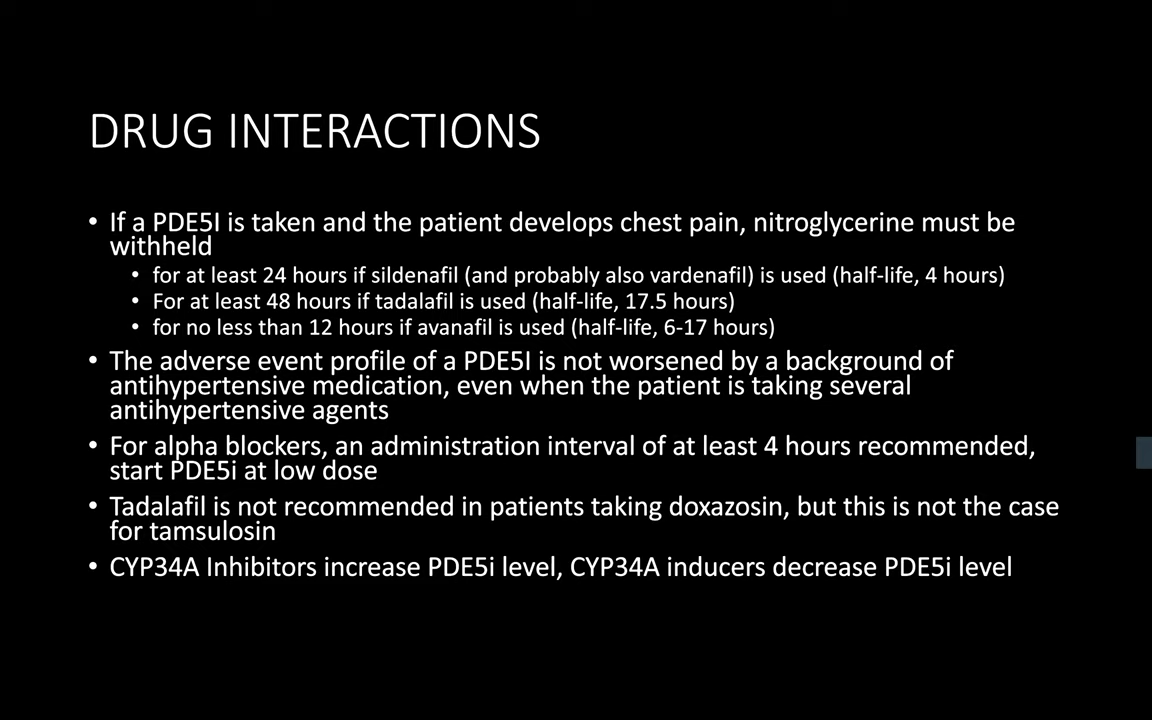 DRUG INTERACTIONS
• If a PDE5I is taken and the patient develops chest pain, nitroglycerine must be
withheld
• for at least 24 hours if sildenafil (and probably also vardenafil) is used (half-life, 4 hours)
• For at least 48 hours if tadalafil is used (half-life, 17.5 hours)
• for no less than 12 hours if avanafil is used (half-life, 6-17 hours)
• The adverse event profile of a PDE5I is not worsened by a background of
antihypertensive medication, even when the patient is taking several
antihypertensive agents
• For alpha blockers, an administration interval of at least 4 hours recommended,
start PDE5i at low dose
• Tadalafil is not recommended in patients taking doxazosin, but this is not the case
for tamsulosin
• CYP34A Inhibitors increase PDE5i level, CYP34A inducers decrease PDE5i level